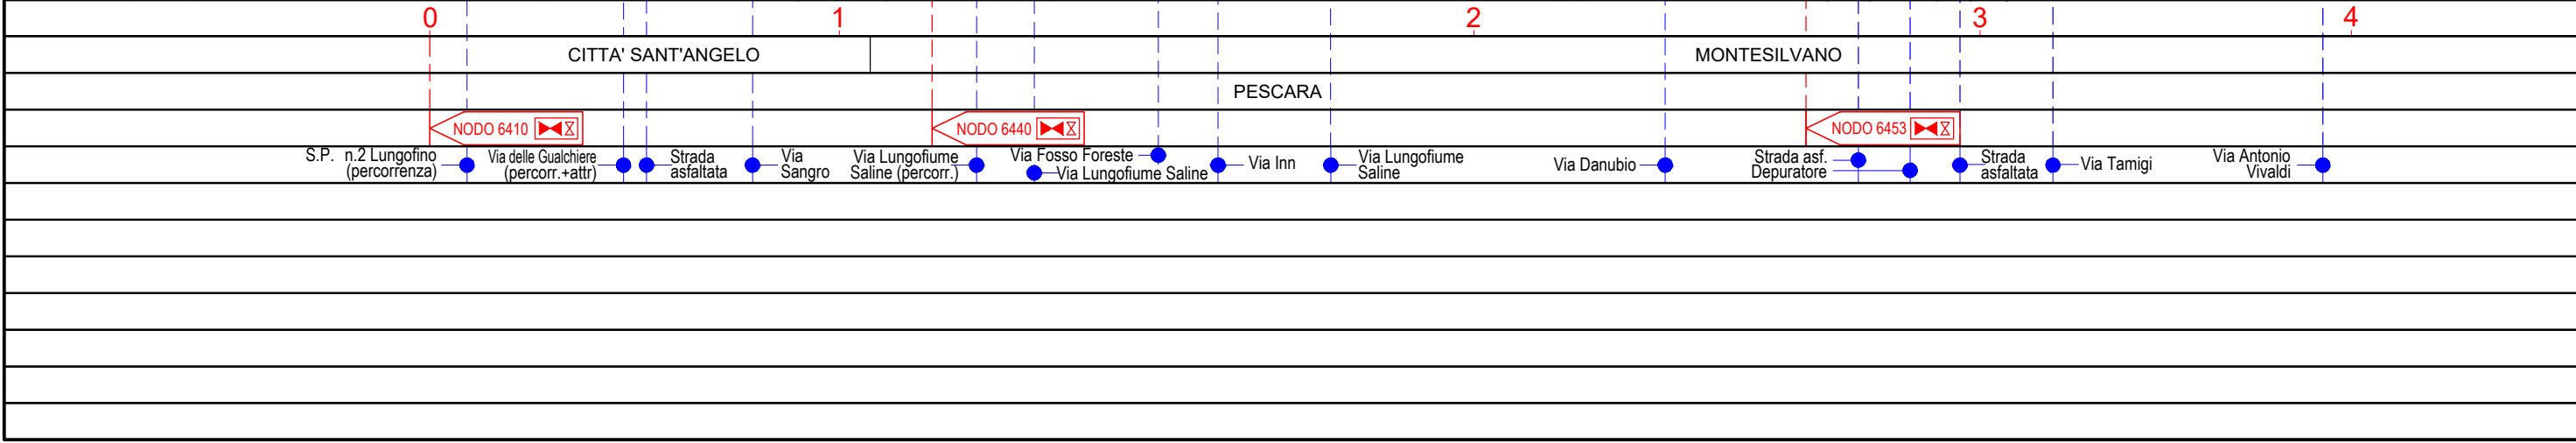 0 1 2 3 4
CITTA' SANT'ANGELO MONTESILVANO
PESCARA
NODO 6410 NODO 6440 NODO 6453
S.P. n.2 Lungofino
(percorrenza)
Via delle Gualchiere
(percorr.+attr)
Strada
asfaltata
Via
Sangro
Via Lungofiume
Saline (percorr.)
Via Fosso Foreste
Via Lungofiume Saline
Via Inn
Via Lungofiume
Saline
Via Danubio
Strada asf.
Depuratore
Strada
asfaltata
Via Tamigi
Via Antonio
Vivaldi